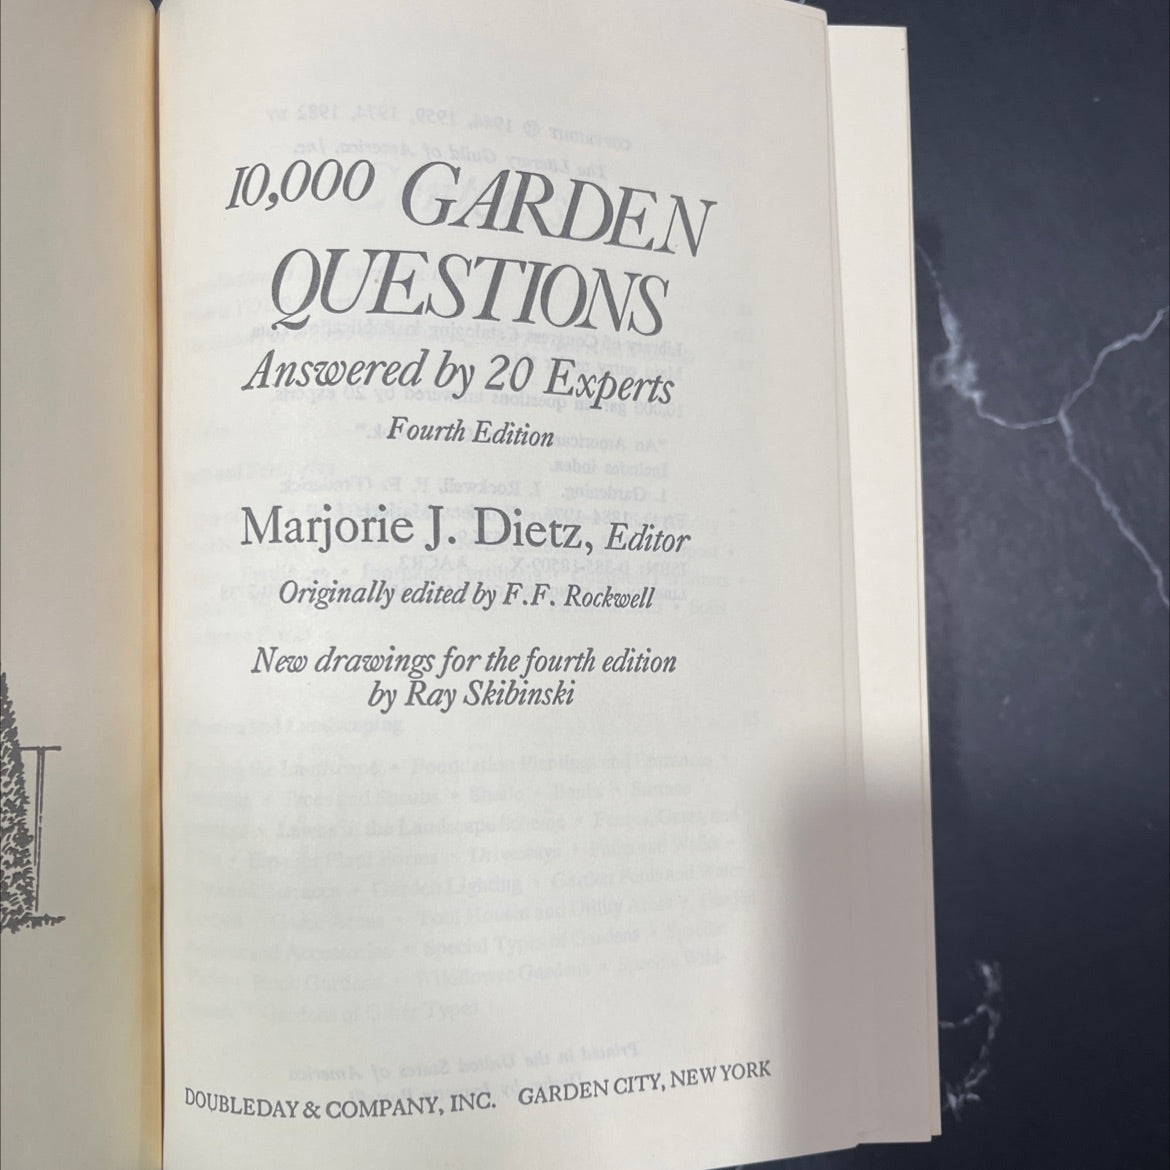 10,000 GARDEN
QUESTIONS
Answered by 20 Experts
Fourth Edition
Marjorie J. Dietz, Editor
Originally edited by F.F. Rockwell
New drawings for the fourth edition
by Ray Skibinski
DOUBLEDAY & COMPANY, INC. GARDEN CITY, NEW YORK